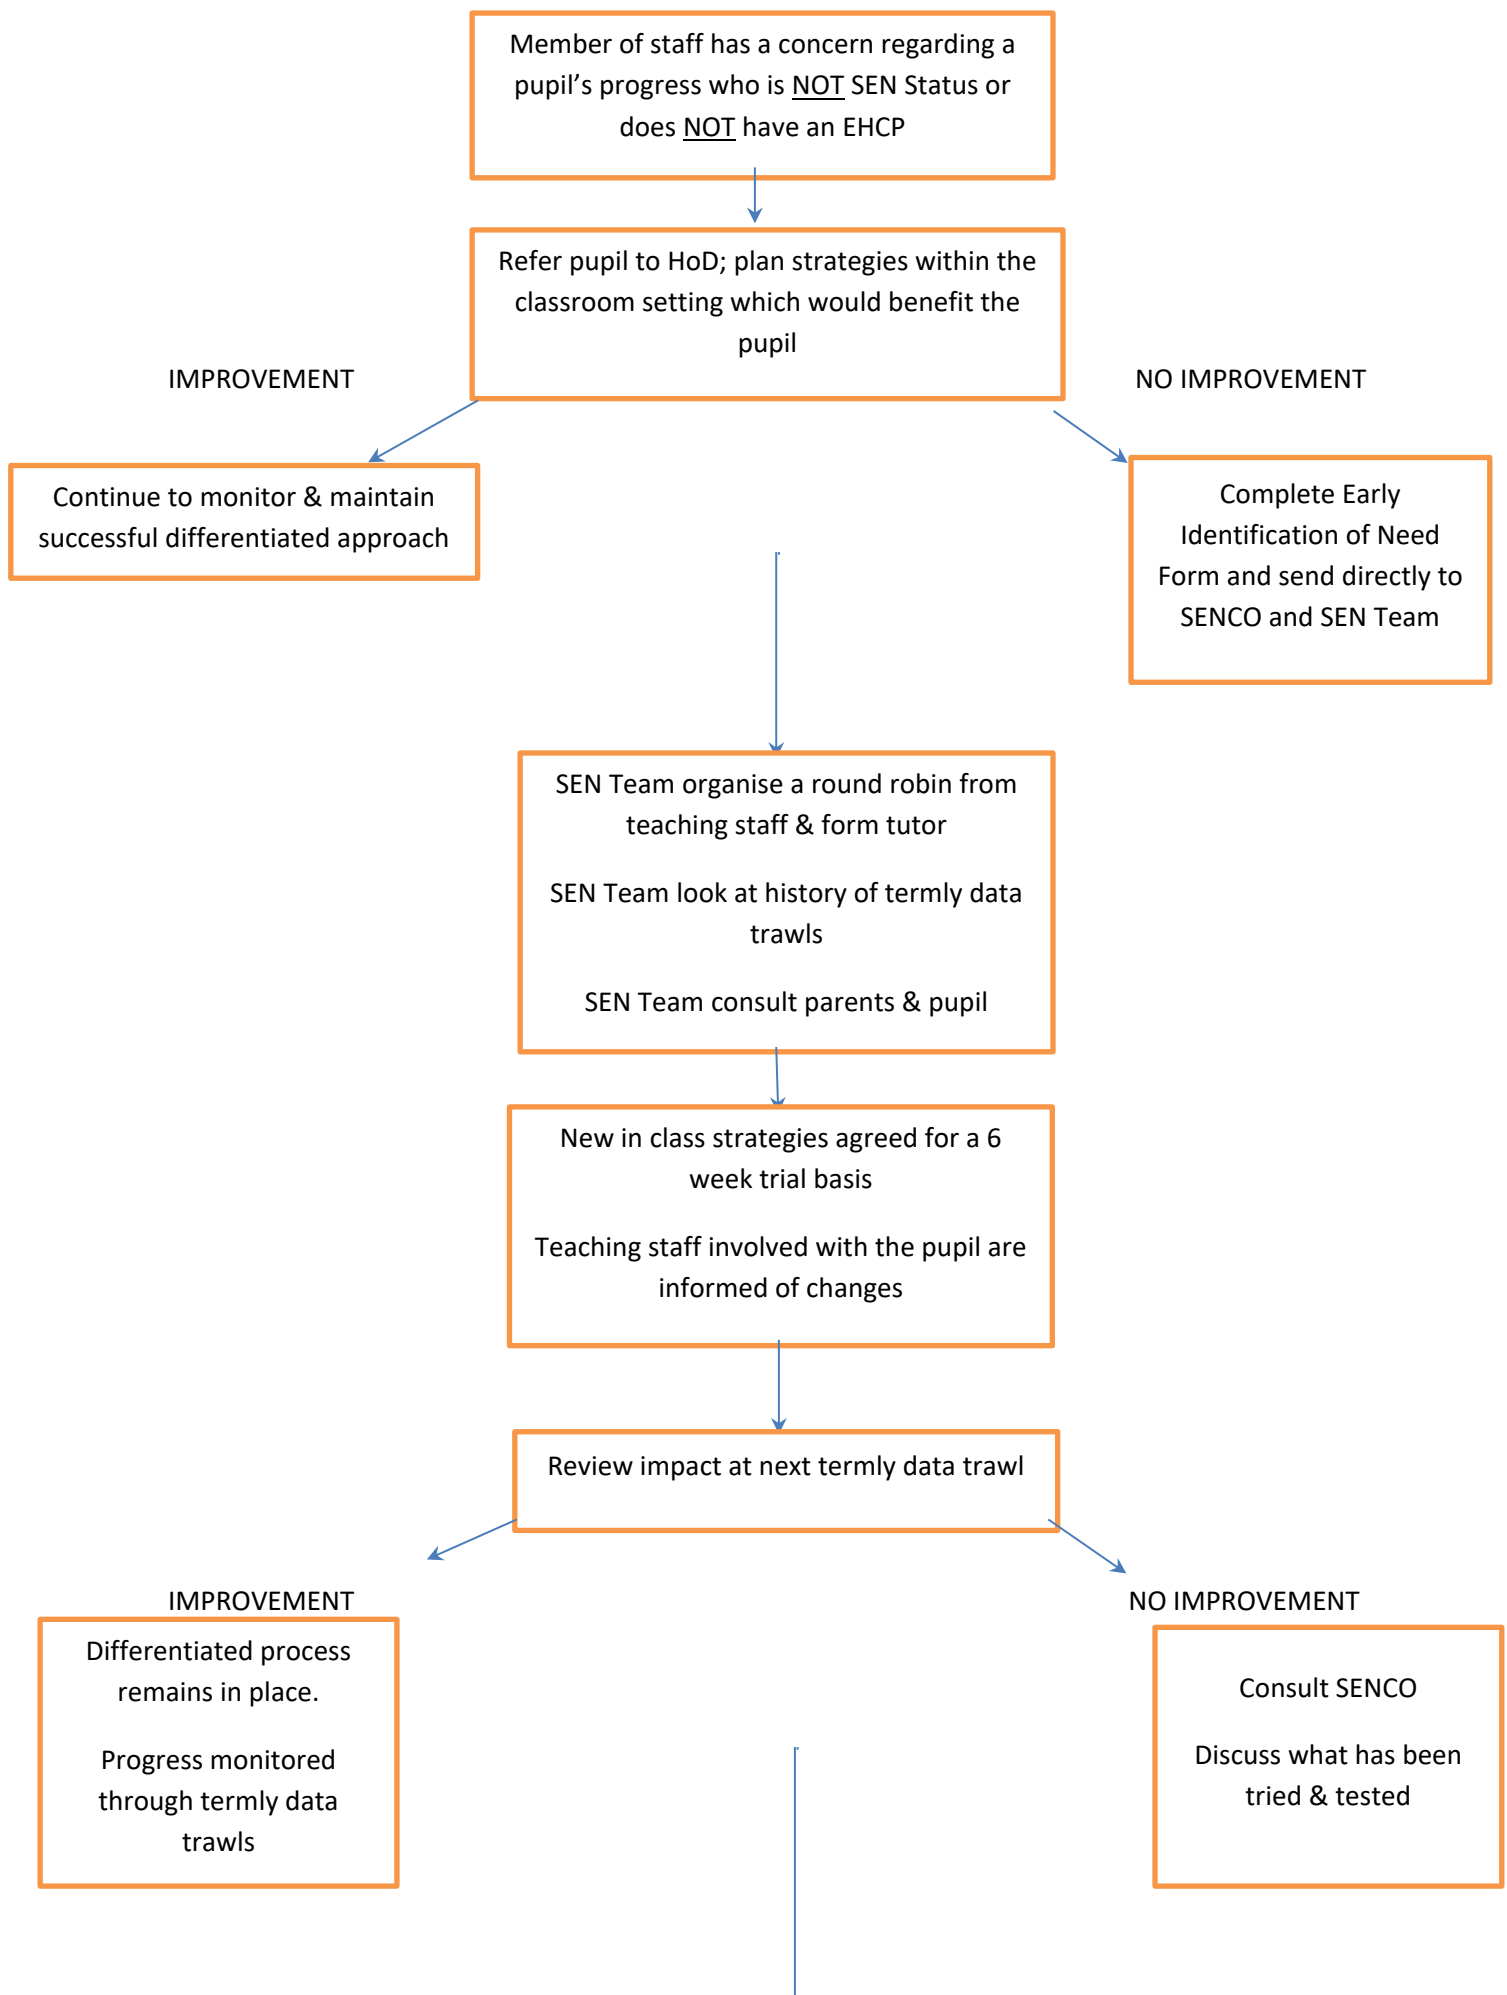 Member of staff has a concern regarding a
pupil’s progress who is NOT SEN Status or
does NOT have an EHCP
Refer pupil to HoD; plan strategies within the
classroom setting which would benefit the
pupil
IMPROVEMENT
NO IMPROVEMENT
Continue to monitor & maintain
successful differentiated approach
Complete Early
Identification of Need
Form and send directly to
SENCO and SEN Team
SEN Team organise a round robin from
teaching staff & form tutor
SEN Team look at history of termly data
trawls
SEN Team consult parents & pupil
New in class strategies agreed for a 6
week trial basis
Teaching staff involved with the pupil are
informed of changes
Review impact at next termly data trawl
IMPROVEMENT
NO IMPROVEMENT
Differentiated process
remains in place.
Progress monitored
through termly data
trawls
Consult SENCO
Discuss what has been
tried & tested